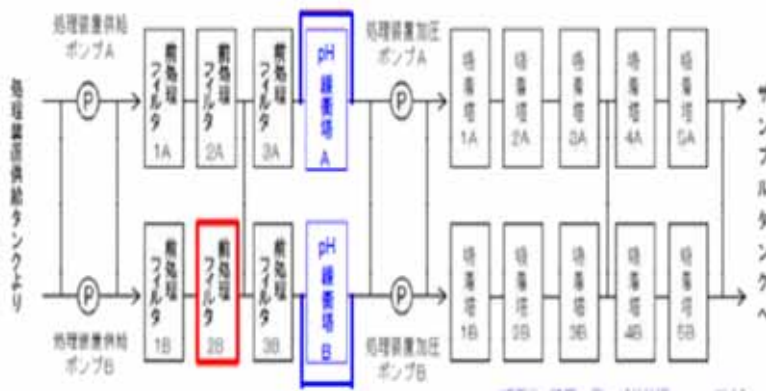 処理装置供給
ポンプA
処理装置供給タンクより
P
前処理フィルタ
1A
前処理フィルタ
2A
前処理フィルタ
3A
pH緩衝塔
A
処理装置加圧
ポンプA
P
吸着塔
1A
吸着塔
2A
吸着塔
3A
吸着塔
4A
吸着塔
5A
サンプルタンクへ
P
処理装置供給
ポンプB
前処理フィルタ
1B
前処理フィルタ
2B
前処理フィルタ
3B
pH緩衝塔
B
P
処理装置加圧
ポンプB
吸着塔
1B
吸着塔
2B
吸着塔
3B
吸着塔
4B
吸着塔
5B